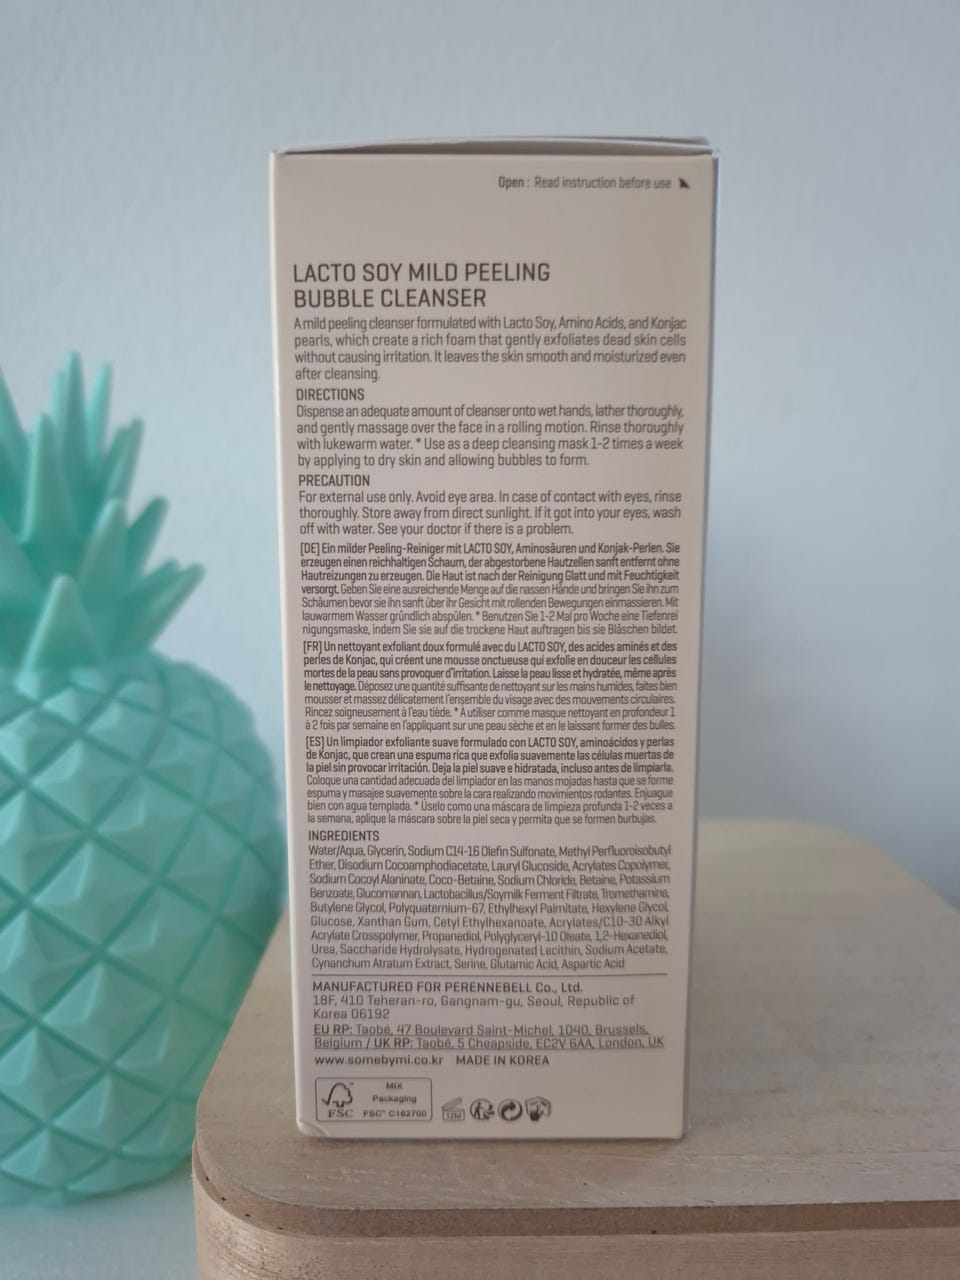 Open : Read instruction before use
LACTO SOY MILD PEELING
BUBBLE CLEANSER
A mild peeling cleanser formulated with Lacto Soy, Amino Acids, and Konjac
pearls, which create a rich foam that gently exfoliates dead skin cells
without causing irritation. It leaves the skin smooth and moisturized even
after cleansing.
DIRECTIONS
Dispense an adequate amount of cleanser onto wet hands, lather thoroughly,
and gently massage over the face in a rolling motion. Rinse thoroughly
with lukewarm water. * Use as a deep cleansing mask 1-2 times a week
by applying to dry skin and allowing bubbles to form.
PRECAUTION
For external use only. Avoid eye area. In case of contact with eyes, rinse
thoroughly. Store away from direct sunlight. If it got into your eyes, wash
off with water. See your doctor if there is a problem.
[DE] Ein milder Peeling-Reiniger mit LACTO SOY, Aminosäuren und Konjak-Perlen. Sie
erzeugen einen reichhaltigen Schaum, der abgestorbene Hautzellen sanft entfernt ohne
Hautreizungen zu erzeugen. Die Haut ist nach der Reinigung Glatt und mit Feuchtigkeit
versorgt. Geben Sie eine ausreichende Menge auf die nassen Hände und bringen Sie ihn zum
Schäumen bevor sie ihn sanft über ihr Gesicht mit rollenden Bewegungen einmassieren. Mit
lauwarmem Wasser gründlich abspülen. * Benutzen Sie 1-2 Mal pro Woche eine Tiefenrei
nigungsmaske, indem Sie sie auf die trockene Haut auftragen bis sie Bläschen bildet.
[FR] Un nettoyant exfoliant doux formulé avec du LACTO SOY, des acides aminés et des
perles de Konjac, qui créent une mousse onctueuse qui exfolie en douceur les cellules
mortes de la peau sans provoquer d'irritation. Laisse la peau lisse et hydratée, même après
le nettoyage. Déposez une quantité suffisante de nettoyant sur les mains humides, faites bien
mousser et massez délicatement l'ensemble du visage avec des mouvements circulaires.
Rincez soigneusement à l'eau tiède. * À utiliser comme masque nettoyant en profondeur 1
à 2 fois par semaine en l'appliquant sur une peau sèche et en le laissant former des bulles.
[ES] Un limpiador exfoliante suave formulado con LACTO SOY, aminoácidos y perlas
de Konjac, que crean una espuma rica que exfolia suavemente las células muertas de
la piel sin provocar irritación. Deja la piel suave e hidratada, incluso antes de limpiarla.
Coloque una cantidad adecuada del limpiador en las manos mojadas hasta que se forme
espuma y masajee suavemente sobre la cara realizando movimientos rodantes. Enjuague
bien con agua templada. * Úselo como una máscara de limpieza profunda 1-2 veces a
la semana, aplique la máscara sobre la piel seca y permita que se formen burbujas.
INGREDIENTS
Water/Aqua, Glycerin, Sodium C14-16 Olefin Sulfonate, Methyl Perfluoroisobutyl
Ether, Disodium Cocoamphodiacetate, Lauryl Glucoside, Acrylates Copolymer,
Sodium Cocoyl Alaninate, Coco-Betaine, Sodium Chloride, Betaine, Potassium
Benzoate, Glucomannan, Lactobacillus/Soymilk Ferment Filtrate, Tromethamine,
Butylene Glycol, Polyquaternium-67, Ethylhexyl Palmitate, Hexylene Glycol,
Glucose, Xanthan Gum, Cetyl Ethylhexanoate, Acrylates/C10-30 Alkyl
Acrylate Crosspolymer, Propanediol, Polyglyceryl-10 Oleate, 1,2-Hexanediol,
Urea, Saccharide Hydrolysate, Hydrogenated Lecithin, Sodium Acetate,
Cynanchum Atratum Extract, Serine, Glutamic Acid, Aspartic Acid
MANUFACTURED FOR PERENNEBELL Co., Ltd.
18F, 410 Teheran-ro, Gangnam-gu, Seoul, Republic of
Korea 06192
EU RP: Taobé, 47 Boulevard Saint-Michel, 1040, Brussels,
Belgium / UK RP: Taobé, 5 Cheapside, EC2V 6AA, London, UK
www.somebymi.co.kr MADE IN KOREA
MIX
Packaging
FSC FSC™ C162700
12M